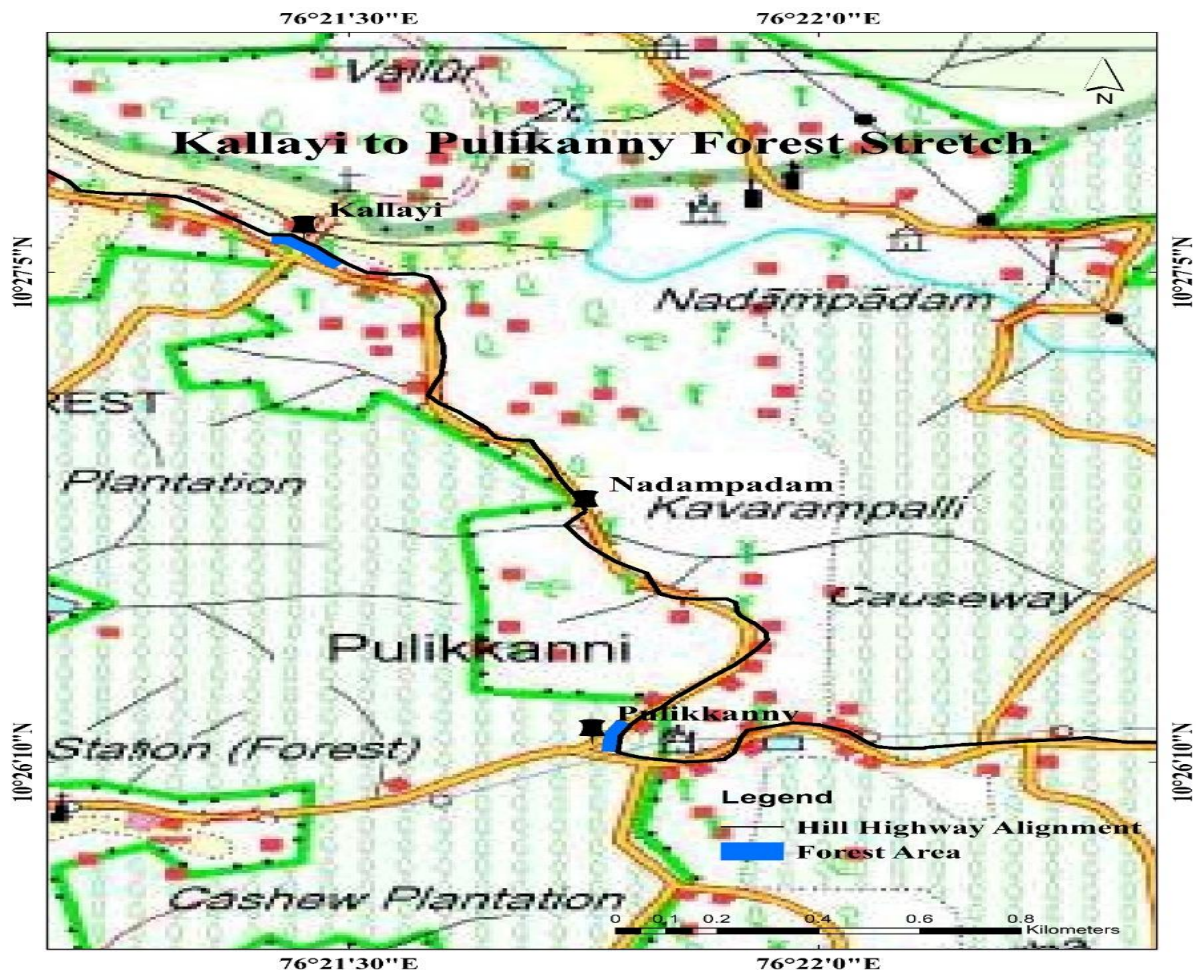 76°21'30"E 76°22'0"E
Vallūr
N
Kallayi to Pulikanny Forest Stretch
Kallayi
10°27'5"N 10°27'5"N
Nadāmpādam
REST
Plantation
Nadampadam
Kavarampalli
Causeway
Pulikkanni
Pulikkanny
Station (Forest)
10°26'10"N 10°26'10"N
Legend
Hill Highway Alignment
Forest Area
Cashew Plantation
0 0.1 0.2 0.4 0.6 0.8
Kilometers
76°21'30"E 76°22'0"E